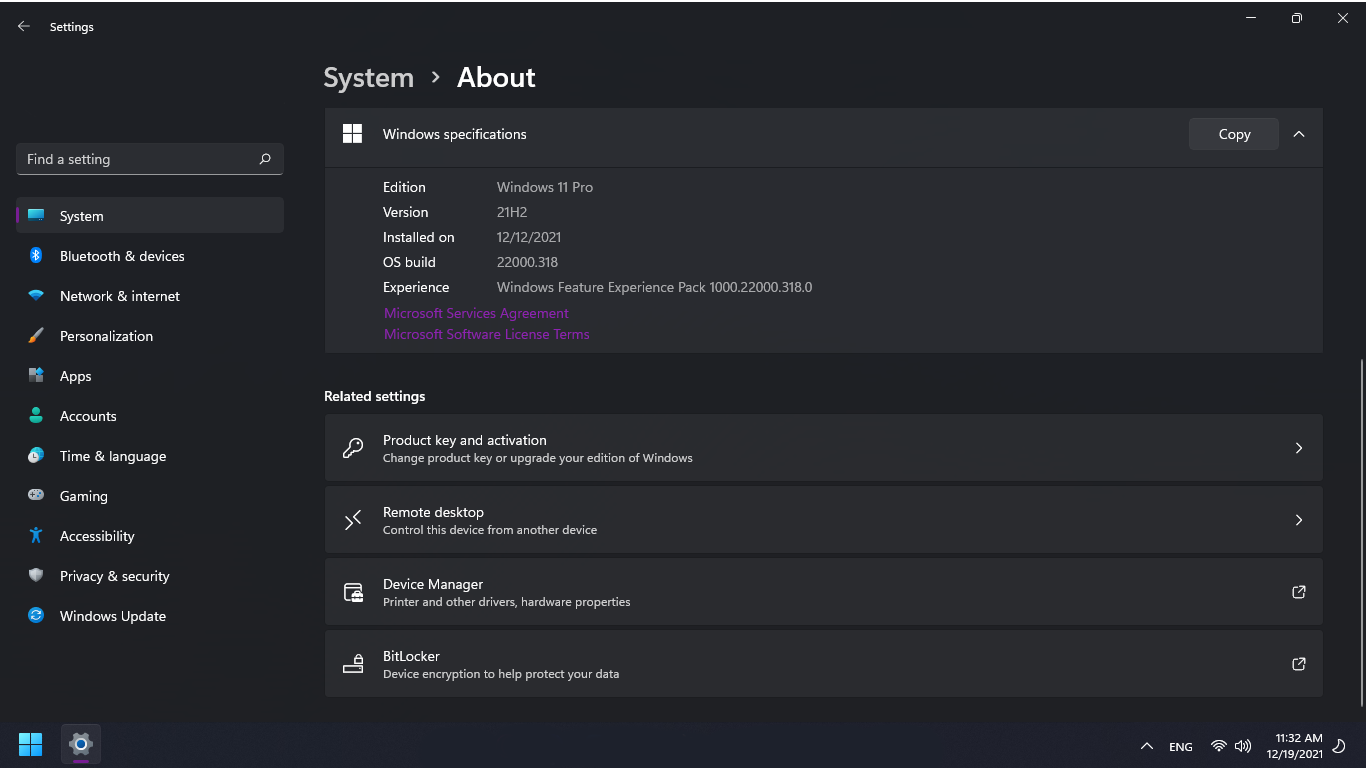 Settings
System > About
Find a setting
System
Bluetooth & devices
Network & internet
Personalization
Apps
Accounts
Time & language
Gaming
Accessibility
Privacy & security
Windows Update
Windows specifications Copy
Edition Windows 11 Pro
Version 21H2
Installed on 12/12/2021
OS build 22000.318
Experience Windows Feature Experience Pack 1000.22000.318.0
Microsoft Services Agreement
Microsoft Software License Terms
Related settings
Product key and activation
Change product key or upgrade your edition of Windows
Remote desktop
Control this device from another device
Device Manager
Printer and other drivers, hardware properties
BitLocker
Device encryption to help protect your data
ENG
11:32 AM
12/19/2021